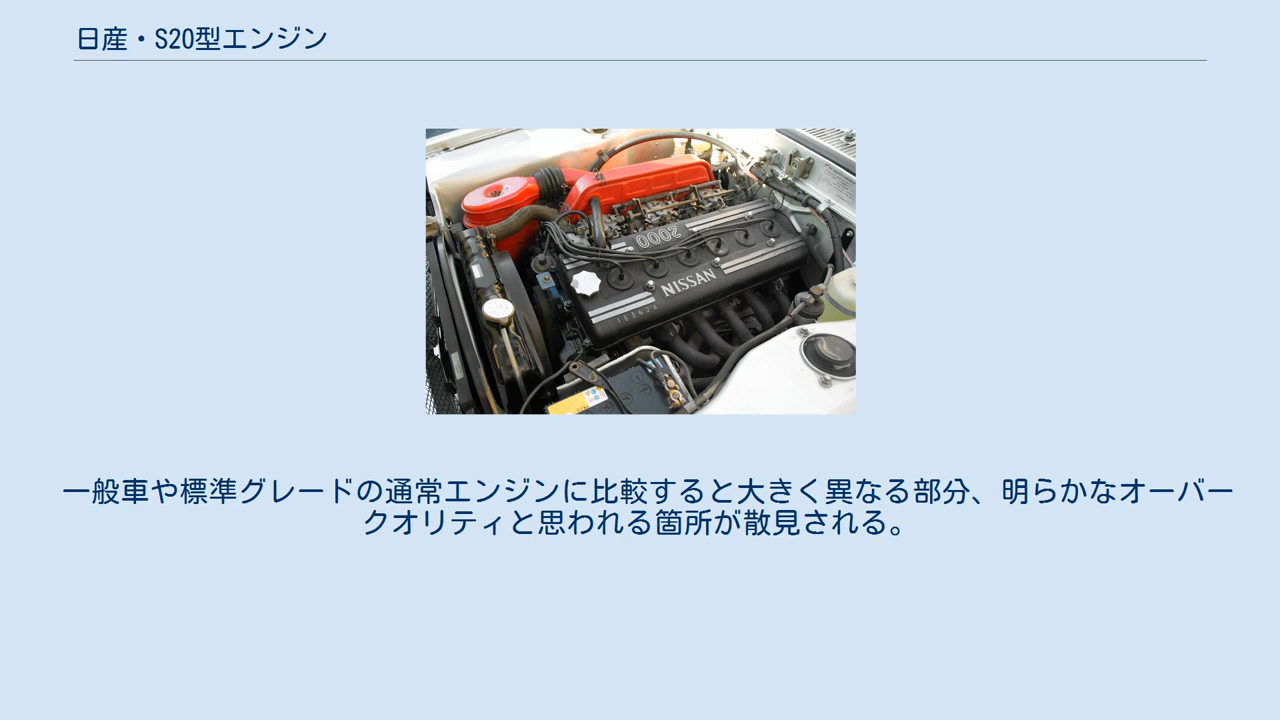 日産・S20型エンジン
2000
NISSAN
一般車や標準グレードの通常エンジンに比較すると大きく異なる部分、明らかなオーバー
クオリティと思われる箇所が散見される。